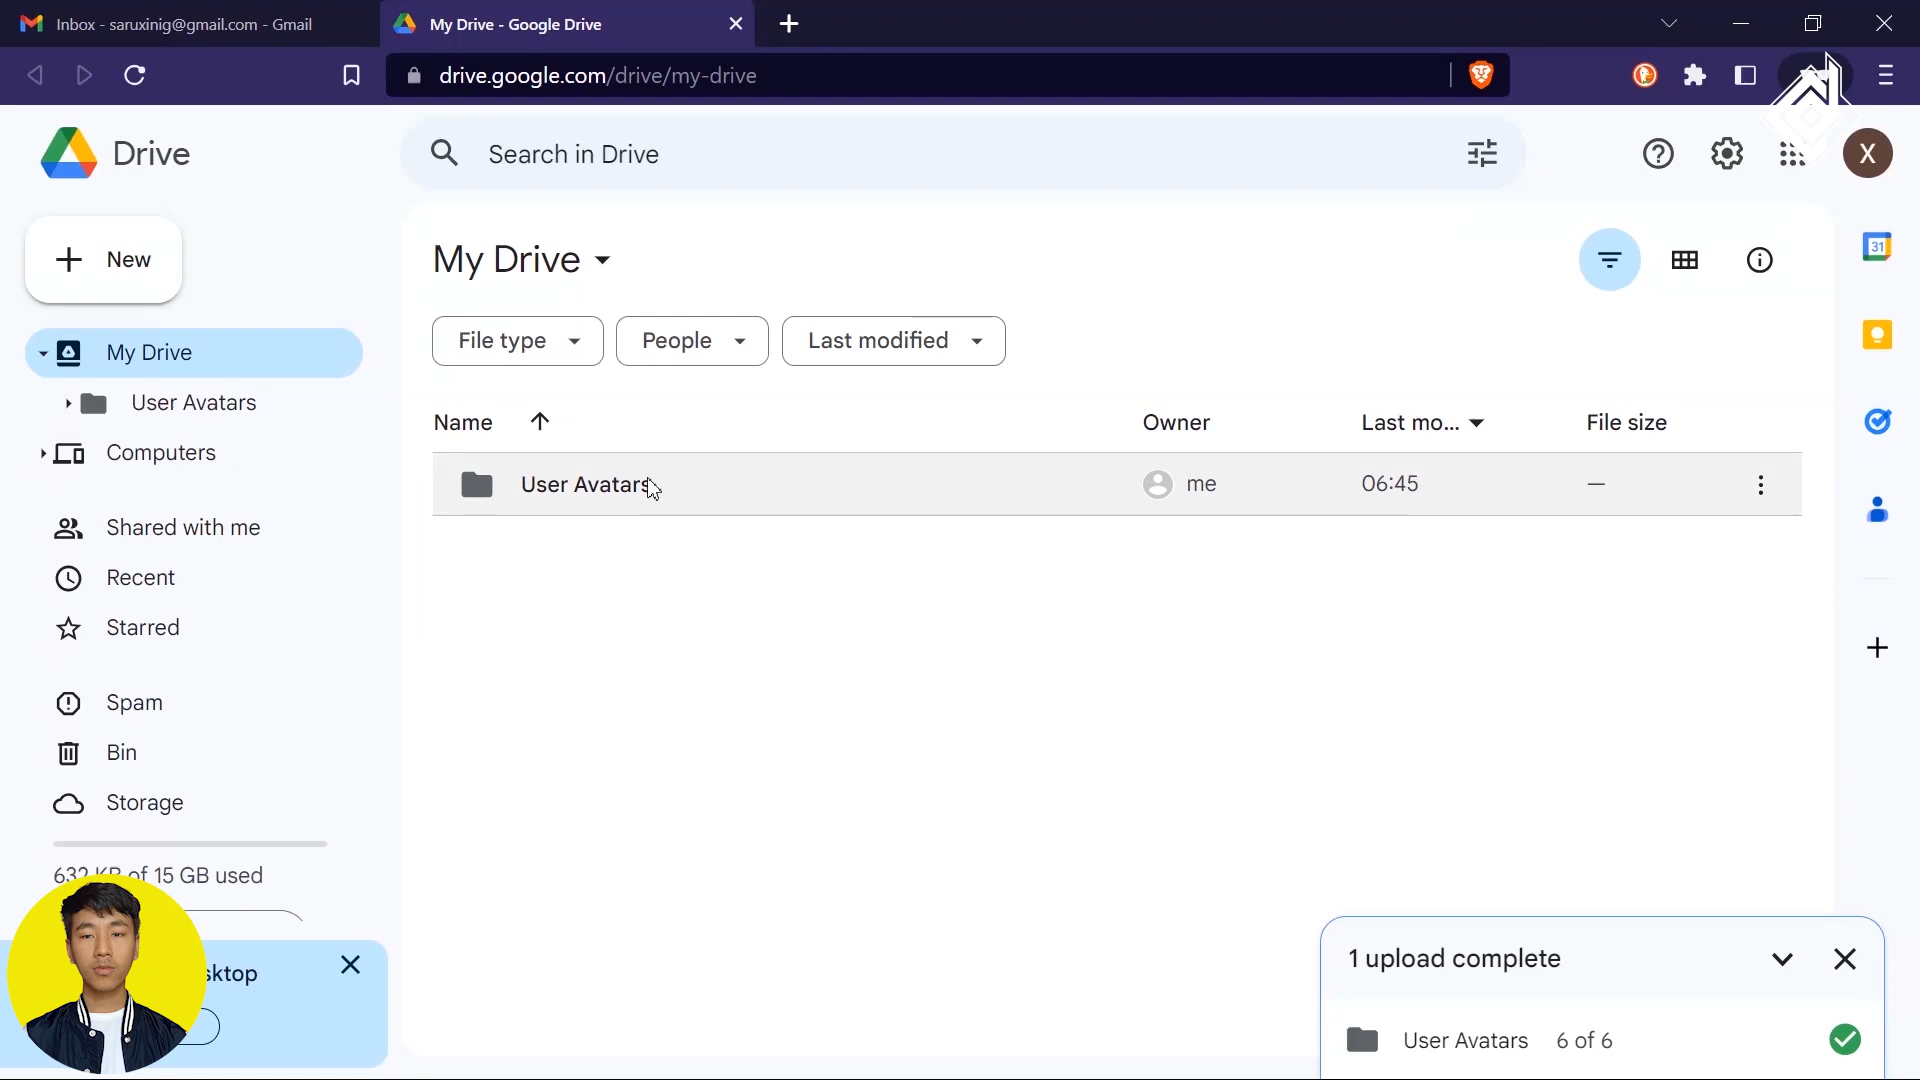 Inbox - saruxinig@gmail.com - Gmail
My Drive - Google Drive
drive.google.com/drive/my-drive
Drive
Search in Drive
X
New
My Drive
31
File type
People
Last modified
My Drive
User Avatars
Computers
Name
Owner
Last mo...
File size
User Avatars
me
06:45
—
Shared with me
Recent
Starred
Spam
Bin
Storage
632 KB of 15 GB used
sktop
1 upload complete
User Avatars
6 of 6